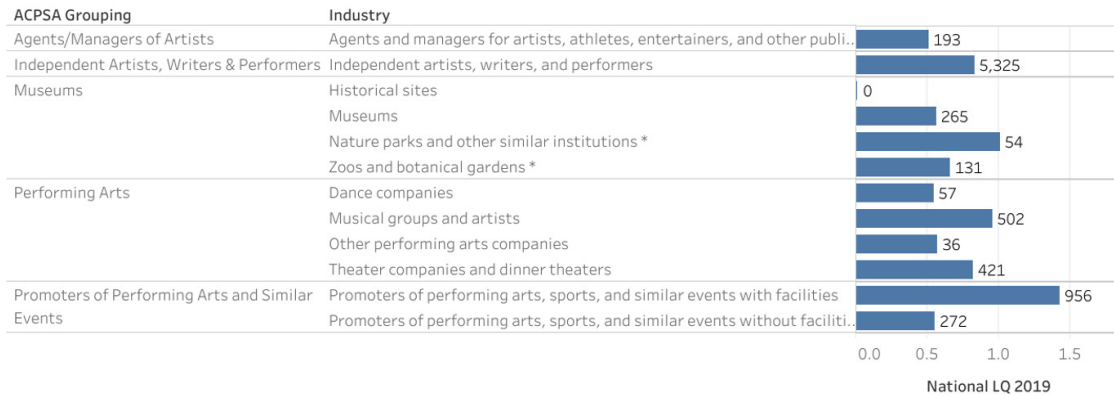 ACPSA Grouping Industry
Agents/Managers of Artists Agents and managers for artists, athletes, entertainers, and other publi.. 193
Independent Artists, Writers & Performers Independent artists, writers, and performers 5,325
Museums Historical sites 0
Museums 265
Nature parks and other similar institutions * 54
Zoos and botanical gardens * 131
Performing Arts Dance companies 57
Musical groups and artists 502
Other performing arts companies 36
Theater companies and dinner theaters 421
Promoters of Performing Arts and Similar Promoters of performing arts, sports, and similar events with facilities 956
Events Promoters of performing arts, sports, and similar events without faciliti.. 272
0.0 0.5 1.0 1.5
National LQ 2019